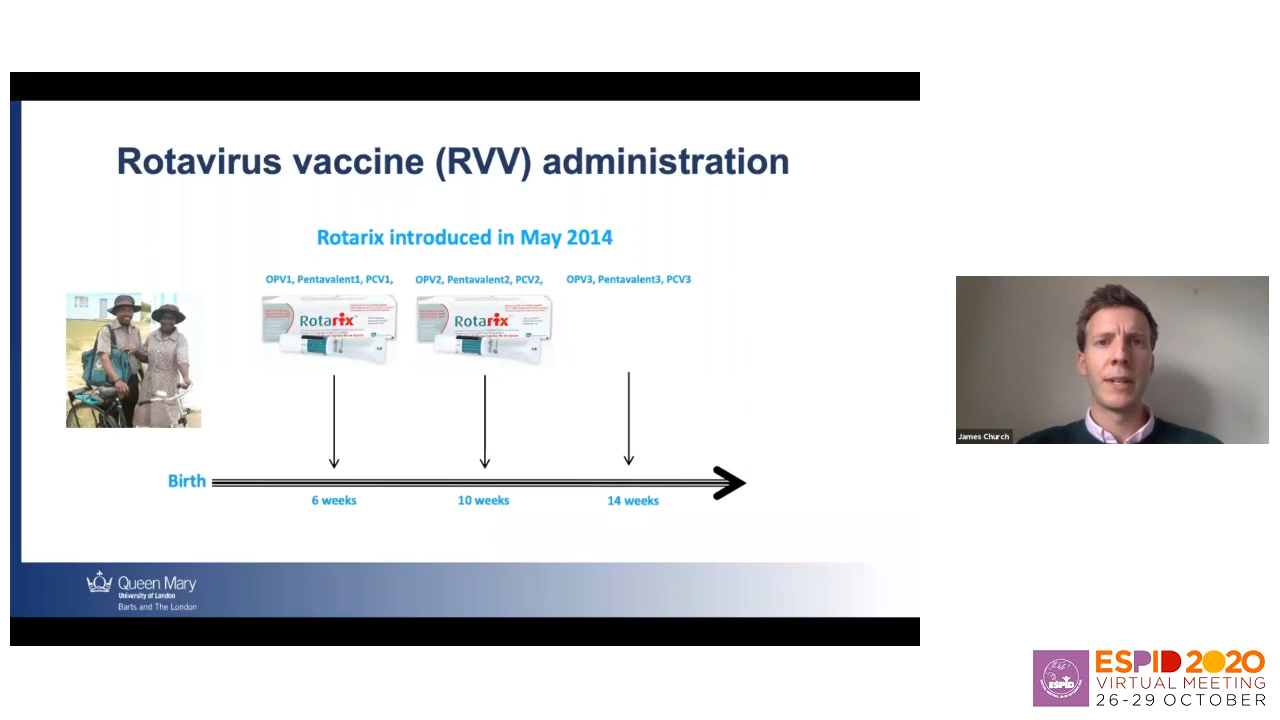 Rotavirus vaccine (RVV) administration
Rotarix introduced in May 2014
OPV1, Pentavalent1, PCV1,
OPV2, Pentavalent2, PCV2,
OPV3, Pentavalent3, PCV3
Rotarix
Rotarix
Birth
6 weeks
10 weeks
14 weeks
Queen Mary
University of London
Barts and The London
James Church
ESPID
ESPID 2020
VIRTUAL MEETING
26-29 OCTOBER